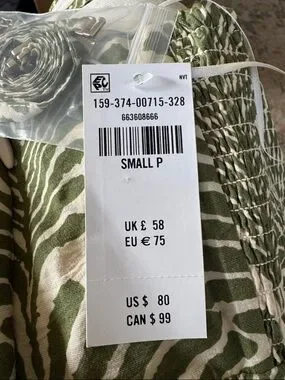 NVT
159-374-00715-328
663608666
SMALL P
UK £ 58
EU € 75
US $ 80
CAN $ 99